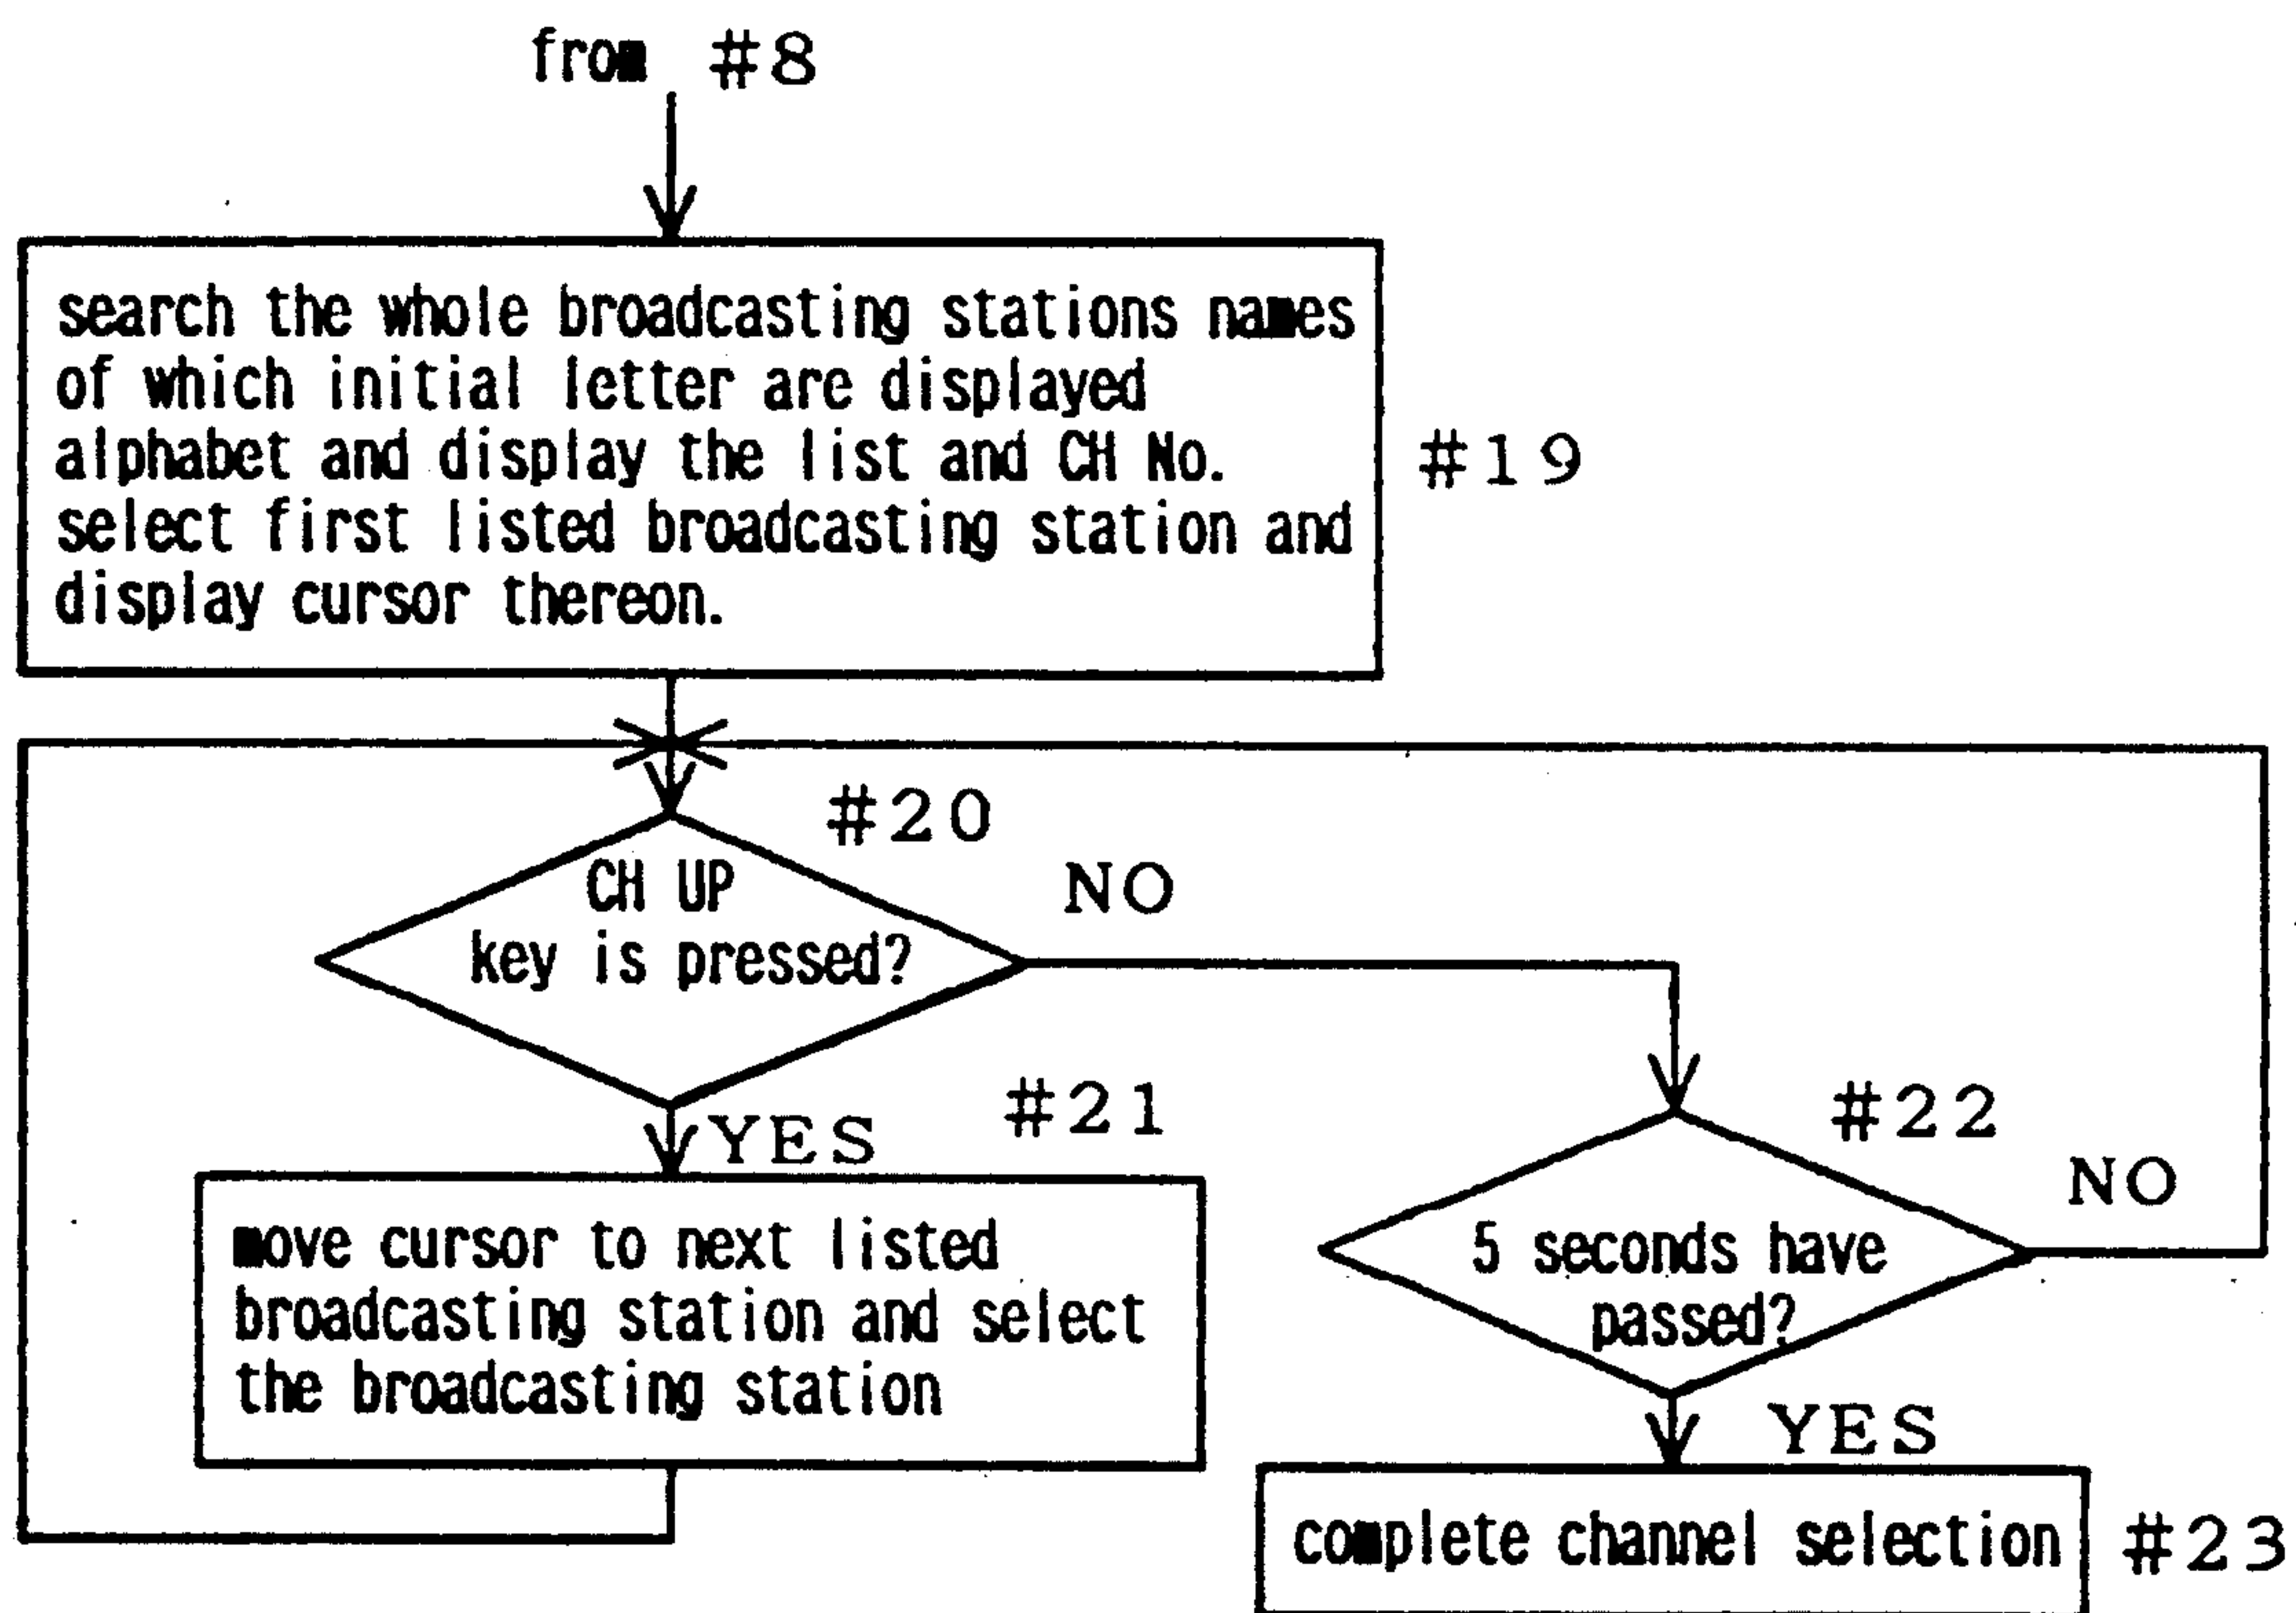 from #8
search the whole broadcasting stations names
of which initial letter are displayed
alphabet and display the list and CH No.
select first listed broadcasting station and
display cursor thereon.
#19
#20
CH UP
key is pressed?
NO
YES
#21
move cursor to next listed
broadcasting station and select
the broadcasting station
#22
5 seconds have
passed?
NO
YES
complete channel selection
#23